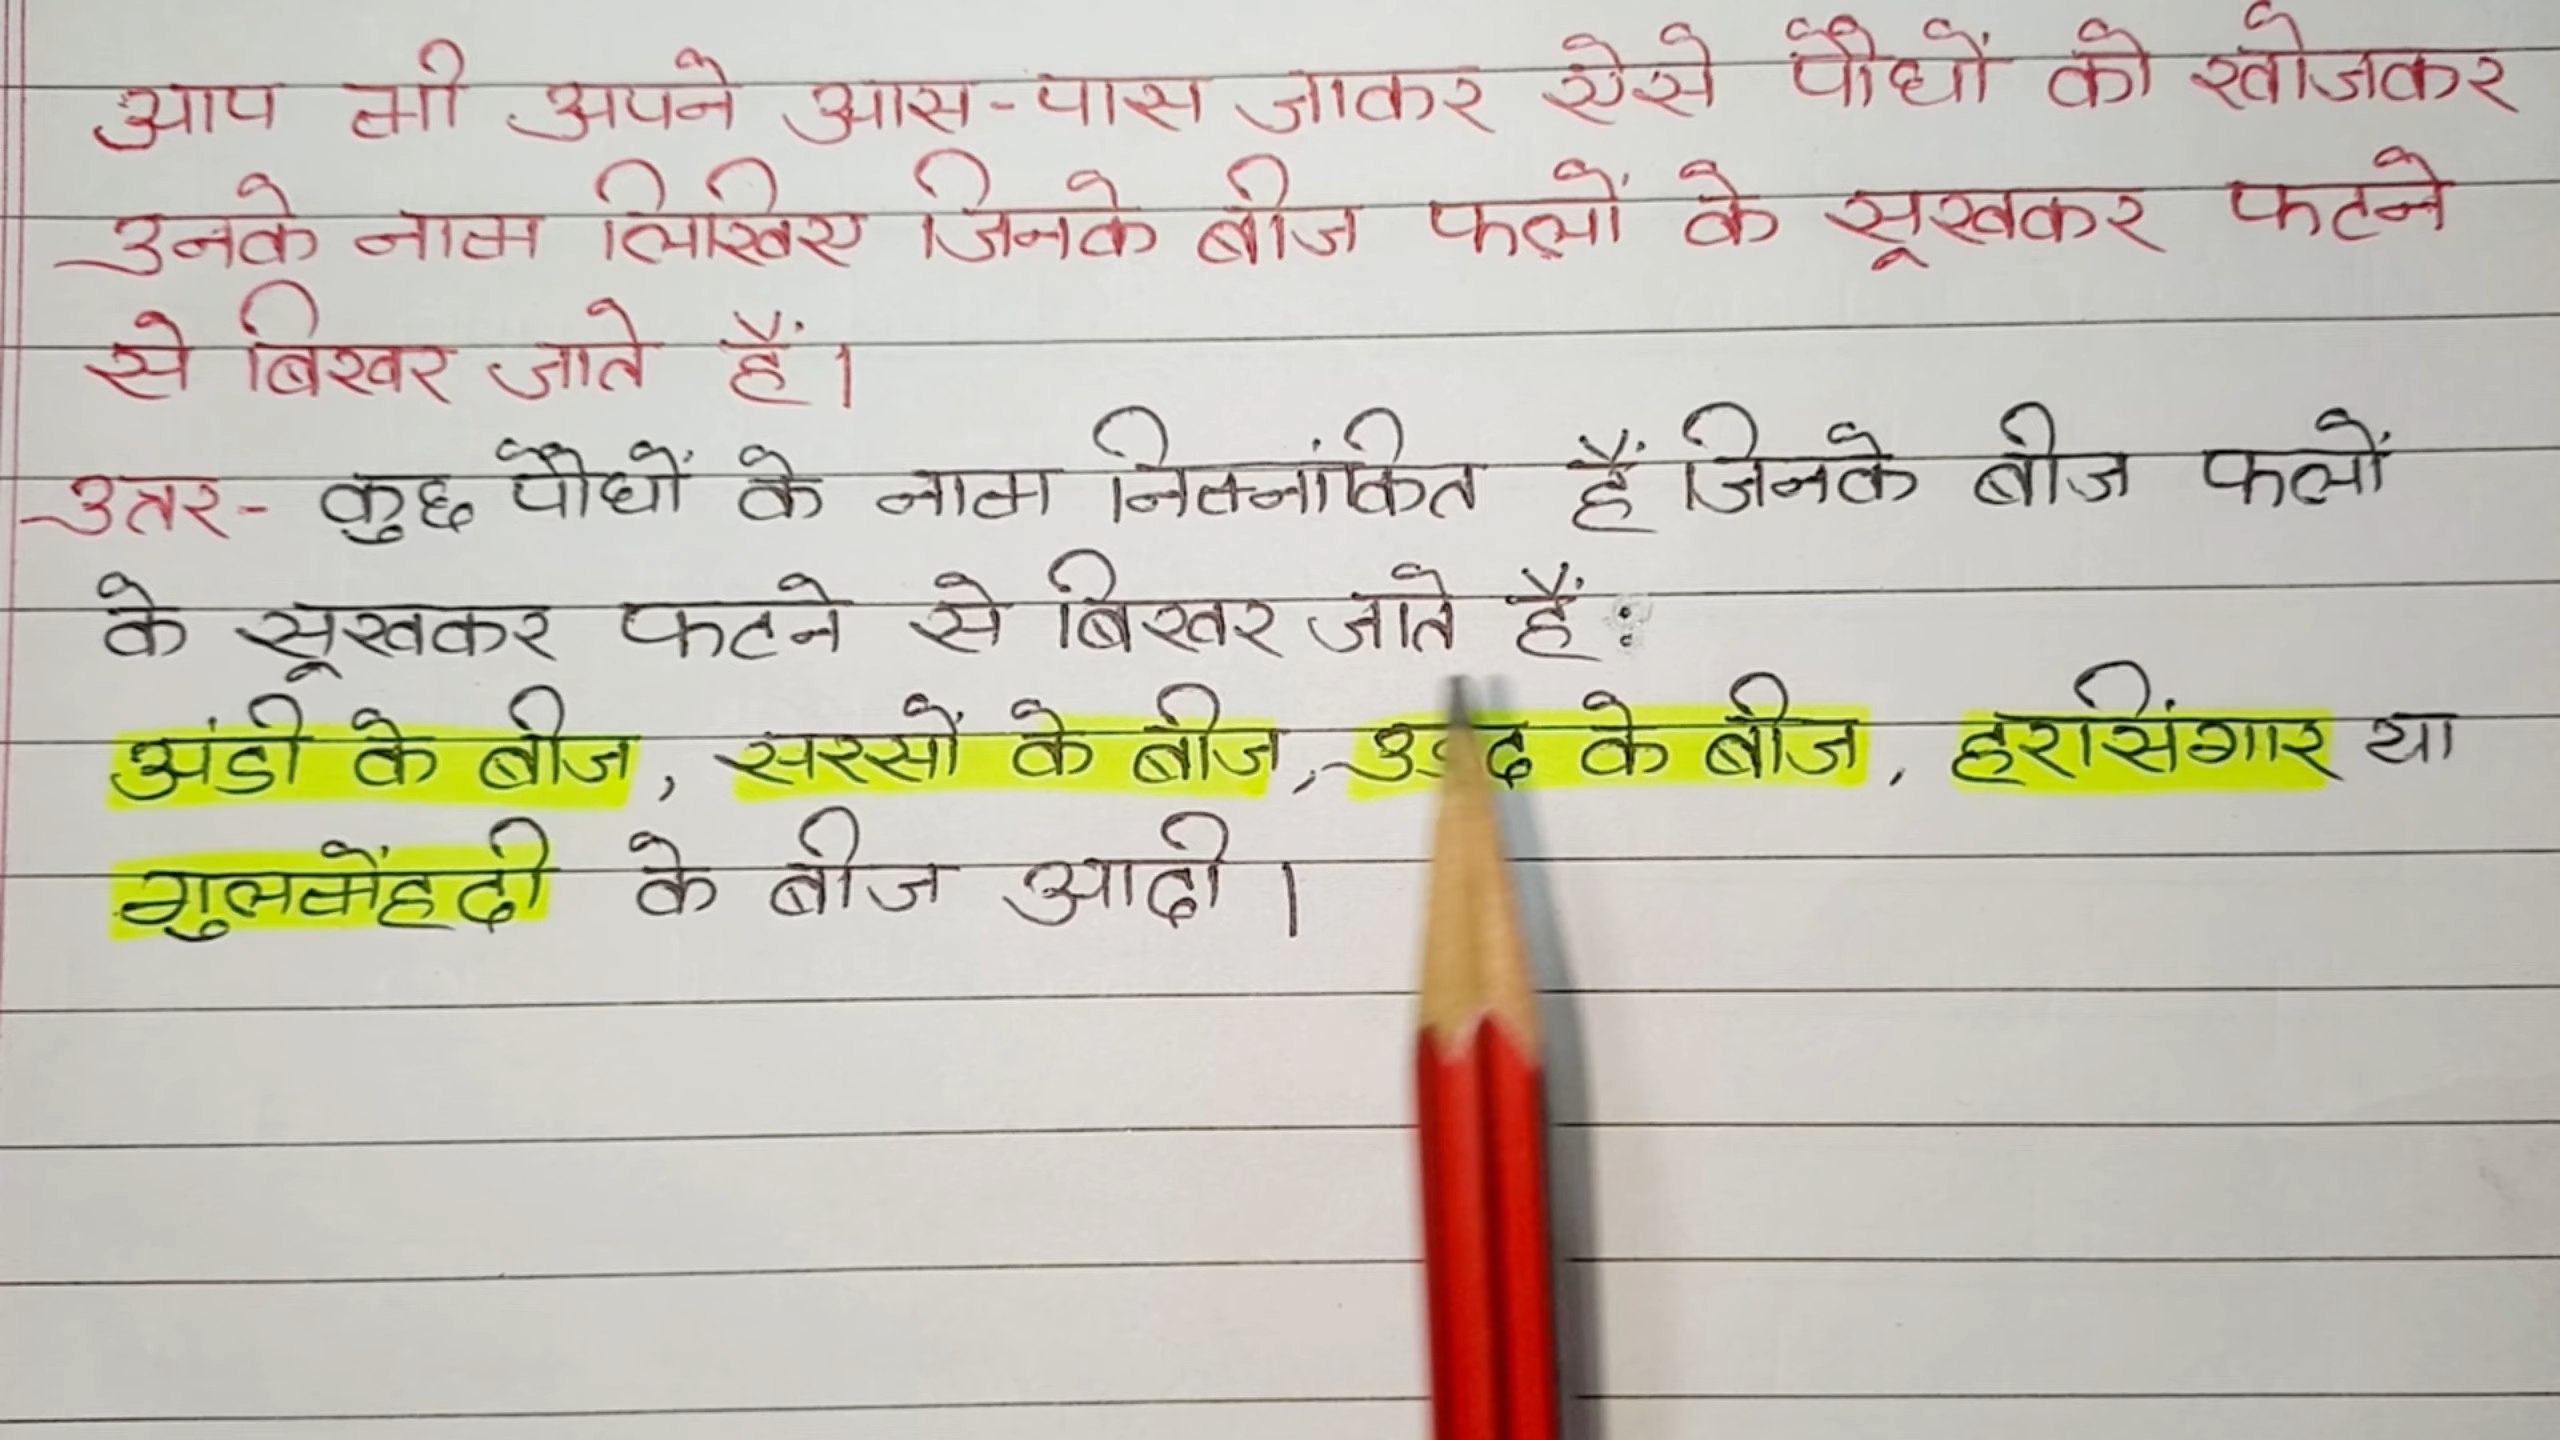 आप भी अपने आस-पास जाकर ऐसे पौधों को खोजकर
उनके नाम लिखिए जिनके बीज फलों के सूखकर फटने
से बिखर जाते हैं।
उत्तर- कुछ पौधों के नाम निम्नांकित हैं जिनके बीज फलों
के सूखकर फटने से बिखर जाते हैं:
अंडी के बीज, सरसों के बीज, के बीज, हरसिंगार या
गुलमेंहदी के बीज आदी।